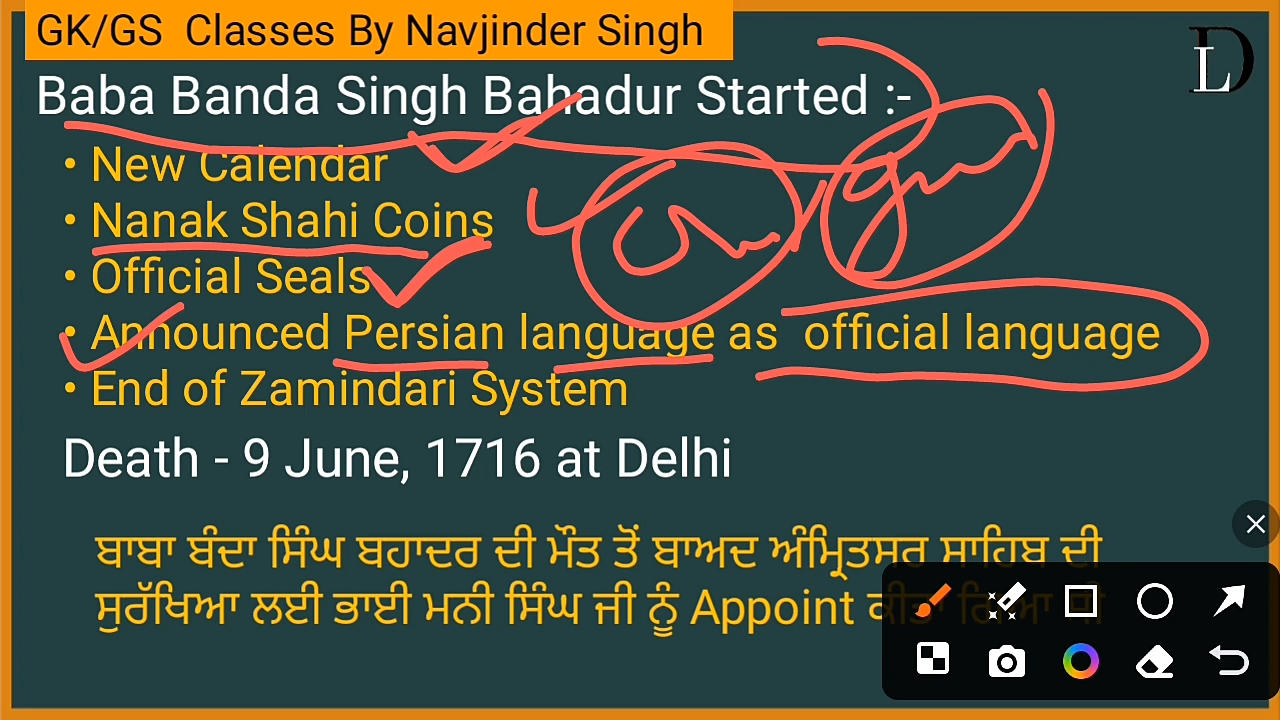 GK/GS Classes By Navjinder Singh
LD
Baba Banda Singh Bahadur Started :-
• New Calendar
• Nanak Shahi Coins
• Official Seals
• Announced Persian language as official language
• End of Zamindari System
Death - 9 June, 1716 at Delhi
ਬਾਬਾ ਬੰਦਾ ਸਿੰਘ ਬਹਾਦਰ ਦੀ ਮੌਤ ਤੋਂ ਬਾਅਦ ਅੰਮ੍ਰਿਤਸਰ ਸਾਹਿਬ ਦੀ
ਸੁਰੱਖਿਆ ਲਈ ਭਾਈ ਮਨੀ ਸਿੰਘ ਜੀ ਨੂੰ Appoint ਕੀਤਾ ਗਿਆ ਸੀ